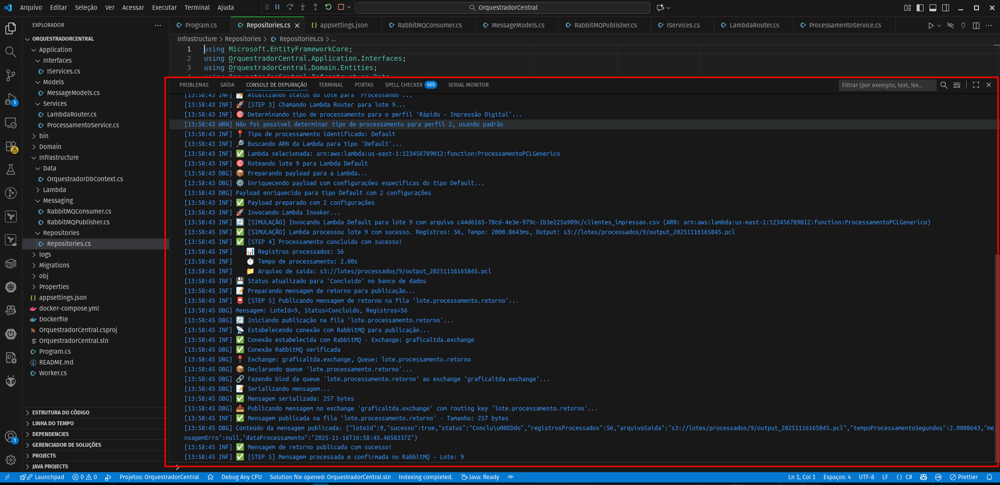 Arquivo Editar Seleção Ver Acessar Executar Terminal Ajuda
OrquestradorCentral
EXPLORADOR
ORQUESTRADORCENTRAL
Application
Interfaces
IServices.cs
Models
MessageModels.cs
Services
LambdaRouter.cs
ProcessamentoService.cs
bin
Domain
Infrastructure
Data
OrquestradorDbContext.cs
Lambda
Messaging
RabbitMQConsumer.cs
RabbitMQPublisher.cs
Repositories
Repositories.cs
logs
Migrations
obj
Properties
appsettings.json
docker-compose.yml
Dockerfile
OrquestradorCentral.csproj
OrquestradorCentral.sln
Program.cs
README.md
Worker.cs
ESTRUTURA DO CÓDIGO
LINHA DO TEMPO
DEPENDENCIES
GERENCIADOR DE SOLUÇÕES
PROJECTS
JAVA PROJECTS
Program.cs Repositories.cs appsettings.json RabbitMQConsumer.cs MessageModels.cs RabbitMQPublisher.cs IServices.cs LambdaRouter.cs ProcessamentoService.cs
Infrastructure > Repositories > Repositories.cs > ...
1 using Microsoft.EntityFrameworkCore;
2 using OrquestradorCentral.Application.Interfaces;
3 using OrquestradorCentral.Domain.Entities;
4 using OrquestradorCentral.Infrastructure.Data
PROBLEMAS SAÍDA CONSOLE DE DEPURAÇÃO TERMINAL PORTAS SPELL CHECKER 605 SERIAL MONITOR
Filtrar (por exemplo, text, !ex...
[13:58:43 INF] 📝 Atualizando status do lote para 'Processando'...
[13:58:43 INF] 🚀 [STEP 3] Chamando Lambda Router para lote 9...
[13:58:43 INF] 🎯 Determinando tipo de processamento para o perfil 'Rápido - Impressão Digital'...
[13:58:43 WRN] Não foi possível determinar tipo de processamento para perfil 2, usando padrão
[13:58:43 INF] 📍 Tipo de processamento identificado: Default
[13:58:43 INF] 🔎 Buscando ARN da Lambda para tipo 'Default'...
[13:58:43 INF] ✅ Lambda selecionada: arn:aws:lambda:us-east-1:123456789012:function:ProcessamentoPCLGenerico
[13:58:43 INF] 🎯 Roteando lote 9 para Lambda Default
[13:58:43 DBG] 📦 Preparando payload para a Lambda...
[13:58:43 DBG] ⚙️ Enriquecendo payload com configurações específicas do tipo Default...
[13:58:43 DBG] Payload enriquecido para tipo Default com 2 configurações
[13:58:43 INF] ✅ Payload preparado com 2 configurações
[13:58:43 INF] 🚀 Invocando Lambda Invoker...
[13:58:43 INF] 🔄 [SIMULAÇÃO] Invocando Lambda Default para lote 9 com arquivo c44d6165-70cd-4e3e-979c-1b3e225a909c/clientes_impressao.csv (ARN: arn:aws:lambda:us-east-1:123456789012:function:ProcessamentoPCLGenerico)
[13:58:45 INF] ✅ [SIMULAÇÃO] Lambda processou lote 9 com sucesso. Registros: 56, Tempo: 2000.8643ms, Output: s3://lotes/processados/9/output_20251116165845.pcl
[13:58:45 INF] ✅ [STEP 4] Processamento concluído com sucesso!
[13:58:45 INF] 📊 Registros processados: 56
[13:58:45 INF] ⏱️ Tempo de processamento: 2.00s
[13:58:45 INF] 📁 Arquivo de saída: s3://lotes/processados/9/output_20251116165845.pcl
[13:58:45 INF] 💾 Status atualizado para 'Concluído' no banco de dados
[13:58:45 INF] 📝 Preparando mensagem de retorno para publicação...
[13:58:45 INF] 📮 [STEP 5] Publicando mensagem de retorno na fila 'lote.processamento.retorno'...
[13:58:45 DBG] Mensagem: LoteId=9, Status=Concluído, Registros=56
[13:58:45 DBG] 🔄 Iniciando publicação na fila 'lote.processamento.retorno'...
[13:58:45 DBG] 📡 Estabelecendo conexão com RabbitMQ para publicação...
[13:58:45 INF] ✅ Conexão estabelecida com RabbitMQ - Exchange: graficaltda.exchange
[13:58:45 DBG] ✅ Conexão RabbitMQ verificada
[13:58:45 DBG] 📍 Exchange: graficaltda.exchange, Queue: lote.processamento.retorno
[13:58:45 DBG] 📦 Declarando queue 'lote.processamento.retorno'...
[13:58:45 DBG] 🔗 Fazendo bind da queue 'lote.processamento.retorno' ao exchange 'graficaltda.exchange'...
[13:58:45 DBG] 📝 Serializando mensagem...
[13:58:45 DBG] ✅ Mensagem serializada: 257 bytes
[13:58:45 DBG] 📤 Publicando mensagem no exchange 'graficaltda.exchange' com routing key 'lote.processamento.retorno'...
[13:58:45 INF] ✅ Mensagem publicada na fila 'lote.processamento.retorno' - Tamanho: 257 bytes
[13:58:45 DBG] Conteúdo da mensagem publicada: {"loteId":9,"sucesso":true,"status":"Conclu\u00EDdo","registrosProcessados":56,"arquivoSaida":"s3://lotes/processados/9/output_20251116165845.pcl","tempoProcessamentoSegundos":2.0008643,"me
nsagemErro":null,"dataProcessamento":"2025-11-16T16:58:45.4658337Z"}
[13:58:45 INF] ✅ Mensagem de retorno publicada com sucesso!
[13:58:45 INF] ✅ [STEP 5] Mensagem processada e confirmada no RabbitMQ - Lote: 9
Launchpad 0 0 Projetos: OrquestradorCentral Debug Any CPU Solution file opened: OrquestradorCentral.sln Indexing completed. Java: Ready Ln 1, Col 1 Espaços: 4 UTF-8 LF {} C# Prettier